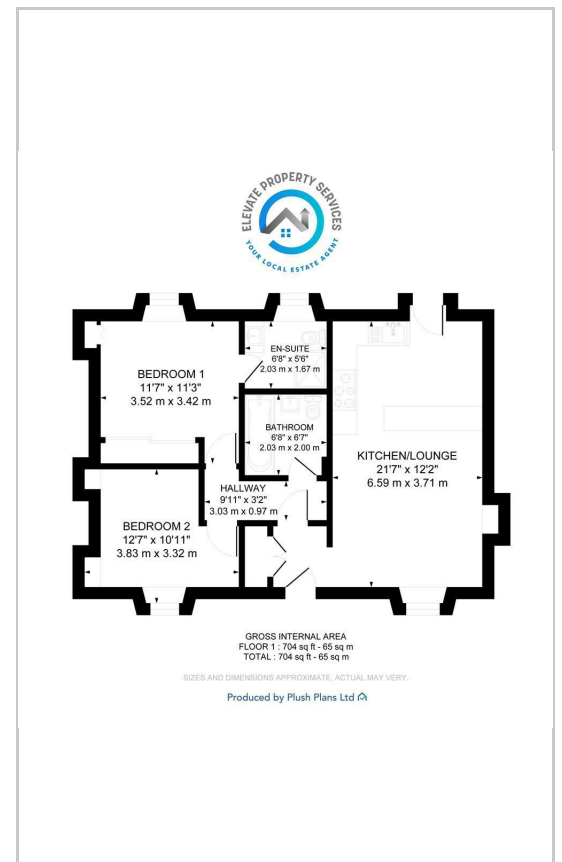 ELEVATE PROPERTY SERVICES
YOUR LOCAL ESTATE AGENT
EN-SUITE
6'8" x 5'6"
2.03 m x 1.67 m
BEDROOM 1
11'7" x 11'3"
3.52 m x 3.42 m
BATHROOM
6'8" x 6'7"
2.03 m x 2.00 m
KITCHEN/LOUNGE
21'7" x 12'2"
6.59 m x 3.71 m
HALLWAY
9'11" x 3'2"
3.03 m x 0.97 m
BEDROOM 2
12'7" x 10'11"
3.83 m x 3.32 m
GROSS INTERNAL AREA
FLOOR 1 : 704 sq ft - 65 sq m
TOTAL : 704 sq ft - 65 sq m
SIZES AND DIMENSIONS APPROXIMATE, ACTUAL MAY VERY.
Produced by Plush Plans Ltd